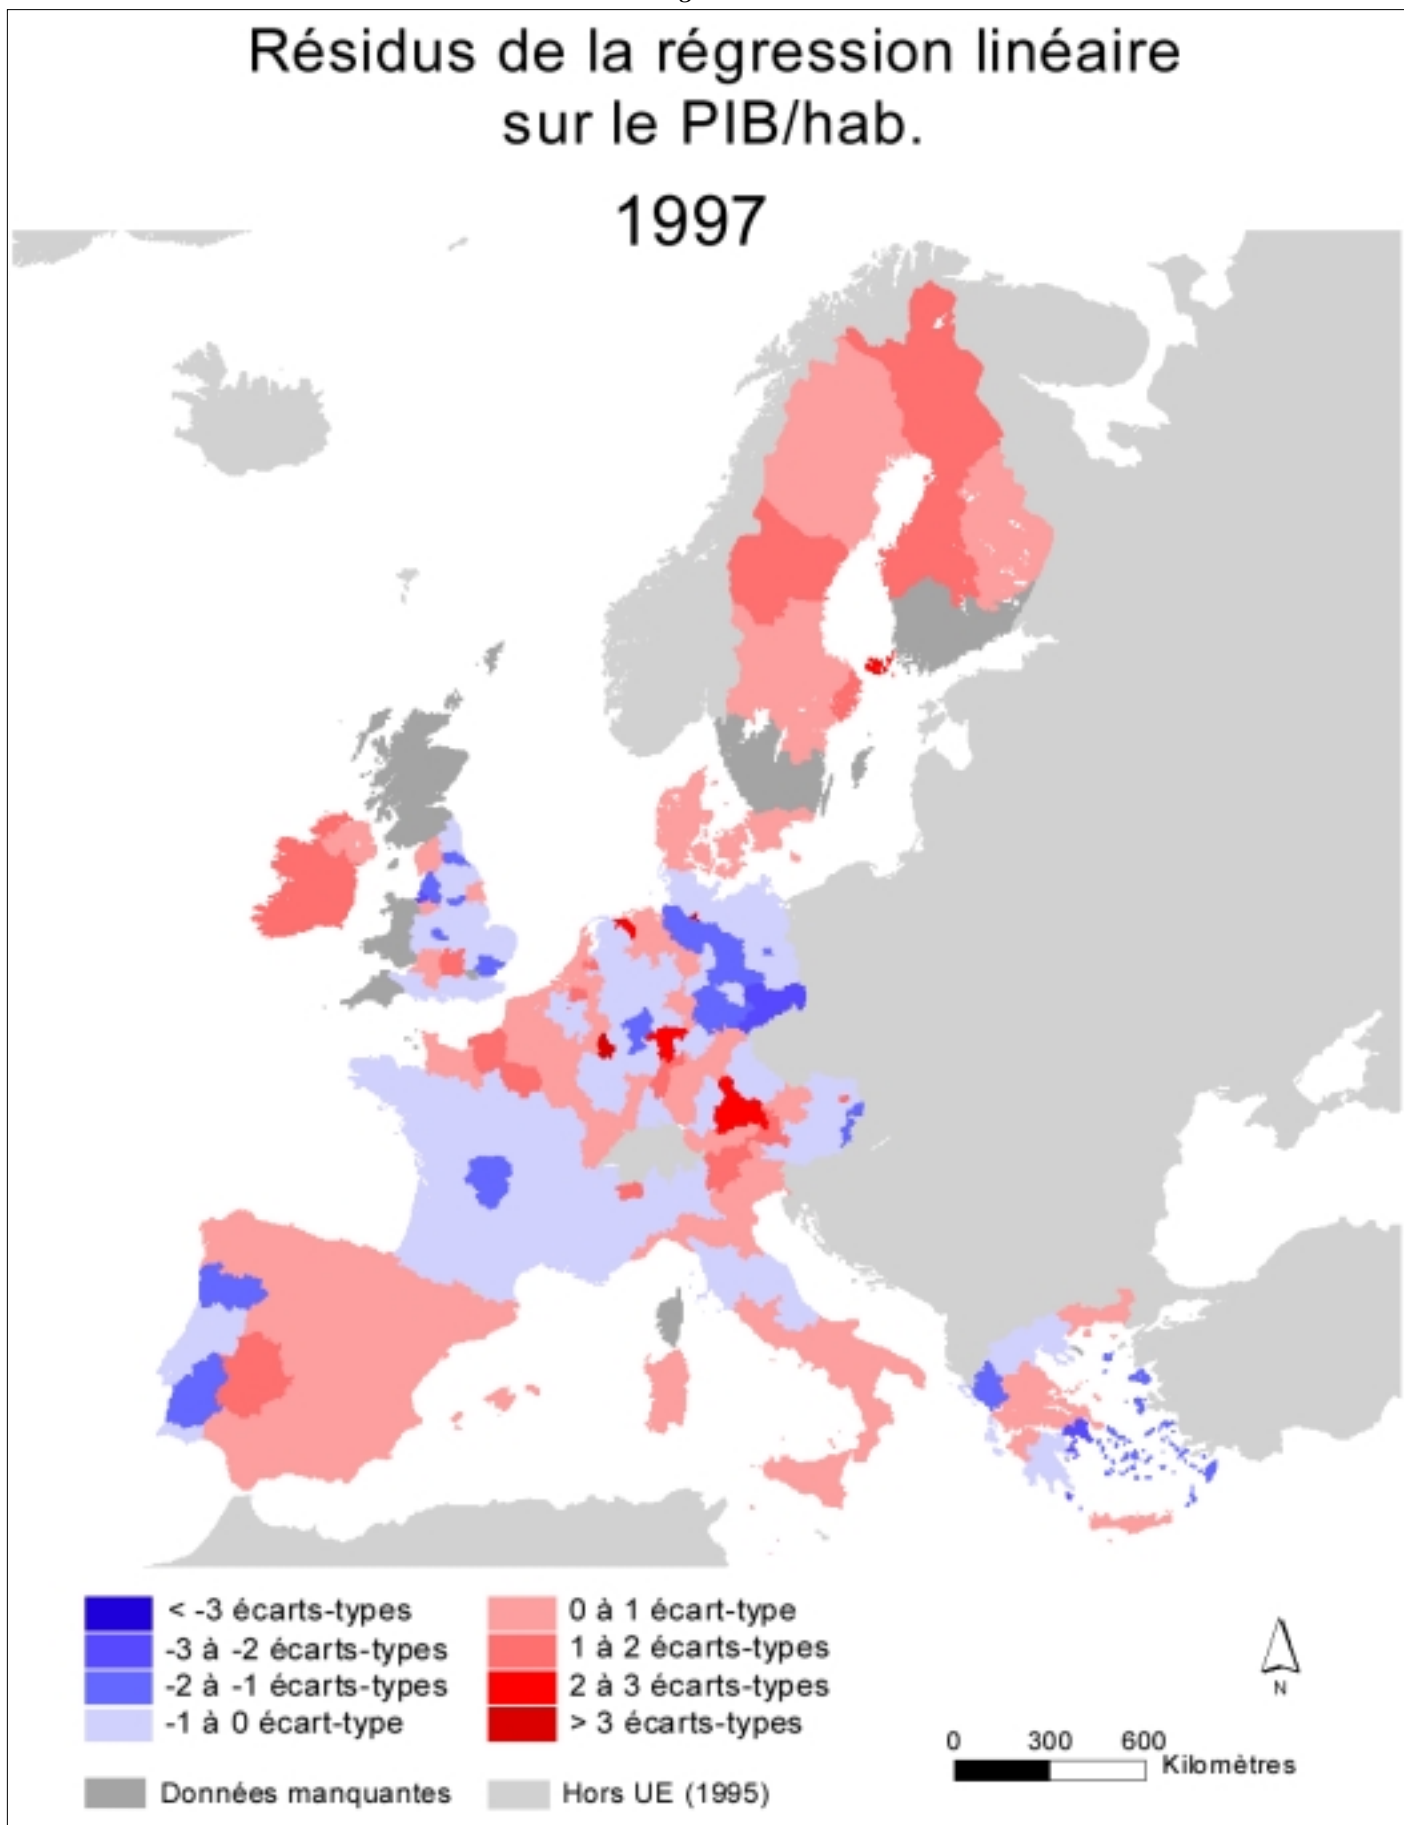 Résidus de la régression linéaire
sur le PIB/hab.
1997
< -3 écarts-types
-3 à -2 écarts-types
-2 à -1 écarts-types
-1 à 0 écart-type
0 à 1 écart-type
1 à 2 écarts-types
2 à 3 écarts-types
> 3 écarts-types
Données manquantes
Hors UE (1995)
N
0 300 600
Kilomètres